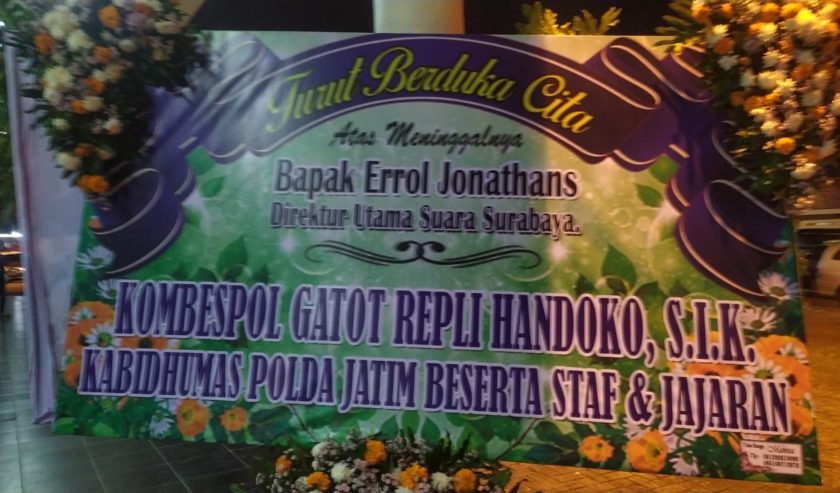 Turut Berduka Cita
Atas Meninggalnya
Bapak Errol Jonathans
Direktur Utama Suara Surabaya.
KOMBESPOL GATOT REPLI HANDOKO, S.I.K.
KABIDHUMAS POLDA JATIM BESERTA STAF & JAJARAN